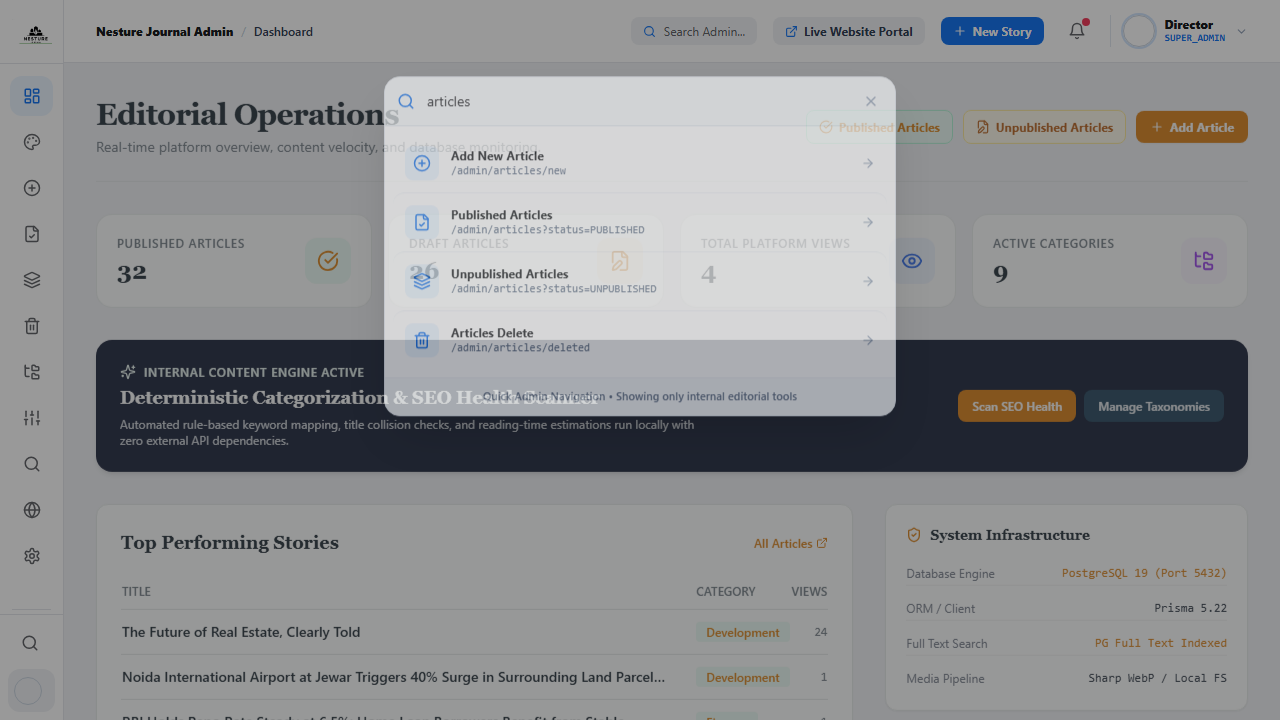 NESTURE
Nesture Journal Admin / Dashboard
Search Admin...
Live Website Portal
New Story
Director
SUPER_ADMIN
articles
Editorial Operations
Real-time platform overview, content velocity, and database monitoring.
Published Articles
Unpublished Articles
Add Article
Add New Article
/admin/articles/new
Published Articles
/admin/articles?status=PUBLISHED
Unpublished Articles
/admin/articles?status=UNPUBLISHED
Articles Delete
/admin/articles/deleted
Quick Admin Navigation • Showing only internal editorial tools
PUBLISHED ARTICLES
32
DRAFT ARTICLES
26
TOTAL PLATFORM VIEWS
4
ACTIVE CATEGORIES
9
INTERNAL CONTENT ENGINE ACTIVE
Deterministic Categorization & SEO Health Scanner
Automated rule-based keyword mapping, title collision checks, and reading-time estimations run locally with
zero external API dependencies.
Scan SEO Health
Manage Taxonomies
Top Performing Stories
All Articles
TITLE CATEGORY VIEWS
The Future of Real Estate, Clearly Told Development 24
Noida International Airport at Jewar Triggers 40% Surge in Surrounding Land Parcel... Development 1
System Infrastructure
Database Engine PostgreSQL 19 (Port 5432)
ORM / Client Prisma 5.22
Full Text Search PG Full Text Indexed
Media Pipeline Sharp WebP / Local FS